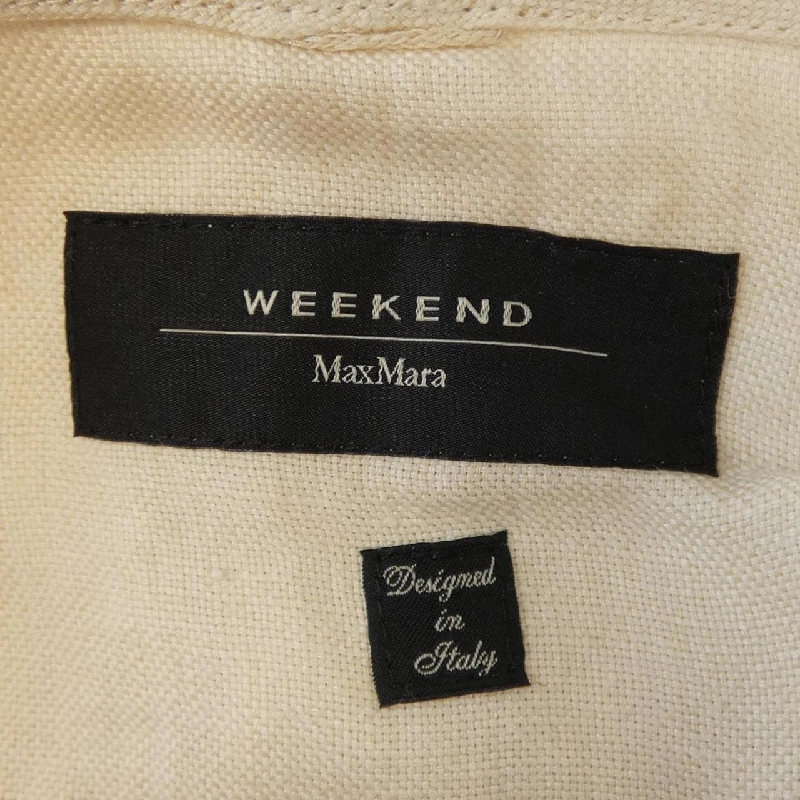 WEEKEND
MaxMara
Designed
in
Italy